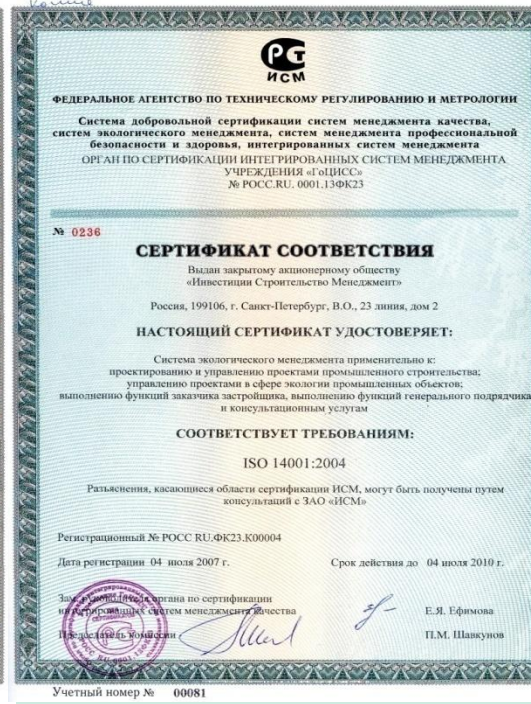 Копия
РСТ
ИСМ
ФЕДЕРАЛЬНОЕ АГЕНТСТВО ПО ТЕХНИЧЕСКОМУ РЕГУЛИРОВАНИЮ И МЕТРОЛОГИИ
Система добровольной сертификации систем менеджмента качества,
систем экологического менеджмента, систем менеджмента профессиональной
безопасности и здоровья, интегрированных систем менеджмента
ОРГАН ПО СЕРТИФИКАЦИИ ИНТЕГРИРОВАННЫХ СИСТЕМ МЕНЕДЖМЕНТА
УЧРЕЖДЕНИЯ «ГоЦИСС»
№ РОСС.RU. 0001.13ФК23
№ 0236
СЕРТИФИКАТ СООТВЕТСТВИЯ
Выдан закрытому акционерному обществу
«Инвестиции Строительство Менеджмент»
Россия, 199106, г. Санкт-Петербург, В.О., 23 линия, дом 2
НАСТОЯЩИЙ СЕРТИФИКАТ УДОСТОВЕРЯЕТ:
Система экологического менеджмента применительно к:
проектированию и управлению проектами промышленного строительства;
управлению проектами в сфере экологии промышленных объектов;
выполнению функций заказчика застройщика, выполнению функций генерального подрядчика
и консультационным услугам
СООТВЕТСТВУЕТ ТРЕБОВАНИЯМ:
ISO 14001:2004
Разъяснения, касающиеся области сертификации ИСМ, могут быть получены путем
консультаций с ЗАО «ИСМ»
Регистрационный № РОСС RU.ФК23.К00004
Дата регистрации 04 июля 2007 г. Срок действия до 04 июля 2010 г.
Зам. руководителя органа по сертификации
интегрированных систем менеджмента качества Е.Я. Ефимова
Председатель комиссии П.М. Шавкунов
Учетный номер № 00081